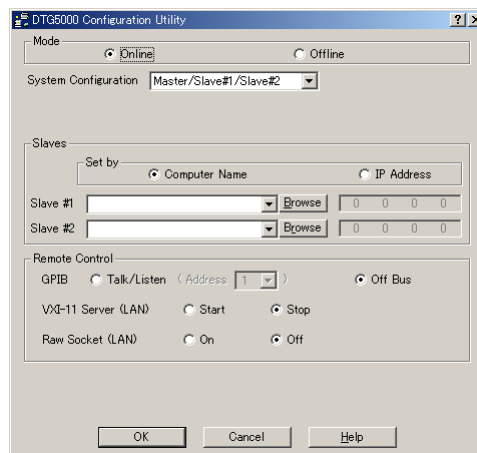 DTG5000 Configuration Utility
Mode
Online Offline
System Configuration Master/Slave#1/Slave#2
Slaves
Set by
Computer Name IP Address
Slave #1 Browse 0 0 0 0
Slave #2 Browse 0 0 0 0
Remote Control
GPIB Talk/Listen ( Address 1 ) Off Bus
VXI-11 Server (LAN) Start Stop
Raw Socket (LAN) On Off
OK Cancel Help